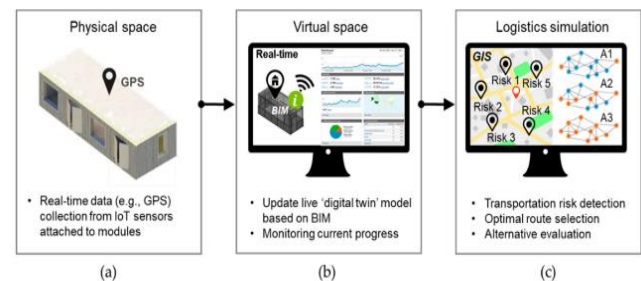 Physical space
GPS
• Real-time data (e.g., GPS)
collection from IoT sensors
attached to modules
(a)
Virtual space
Real-time
BIM
i
• Update live ‘digital twin’ model
based on BIM
• Monitoring current progress
(b)
Logistics simulation
GIS
Risk 1
Risk 5
Risk 2
Risk 4
Risk 3
A1
A2
A3
• Transportation risk detection
• Optimal route selection
• Alternative evaluation
(c)